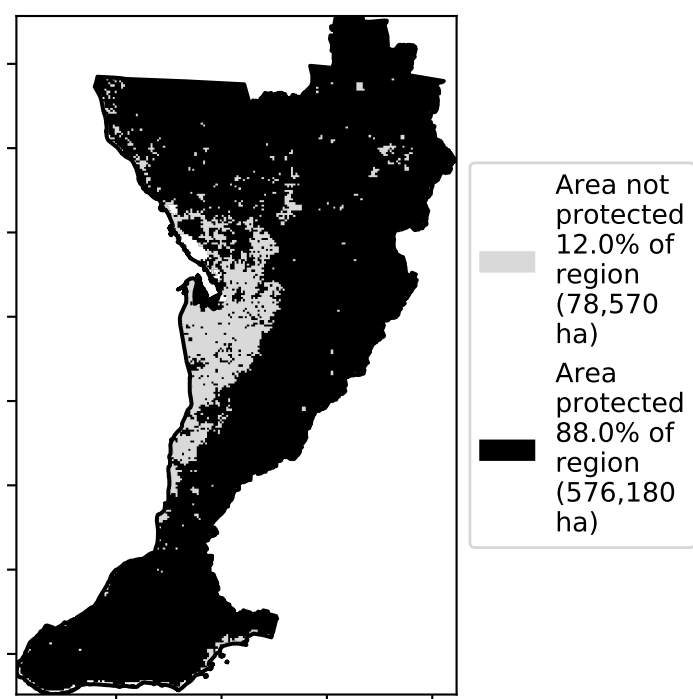 Area not
protected
12.0% of
region
(78,570
ha)
Area
protected
88.0% of
region
(576,180
ha)